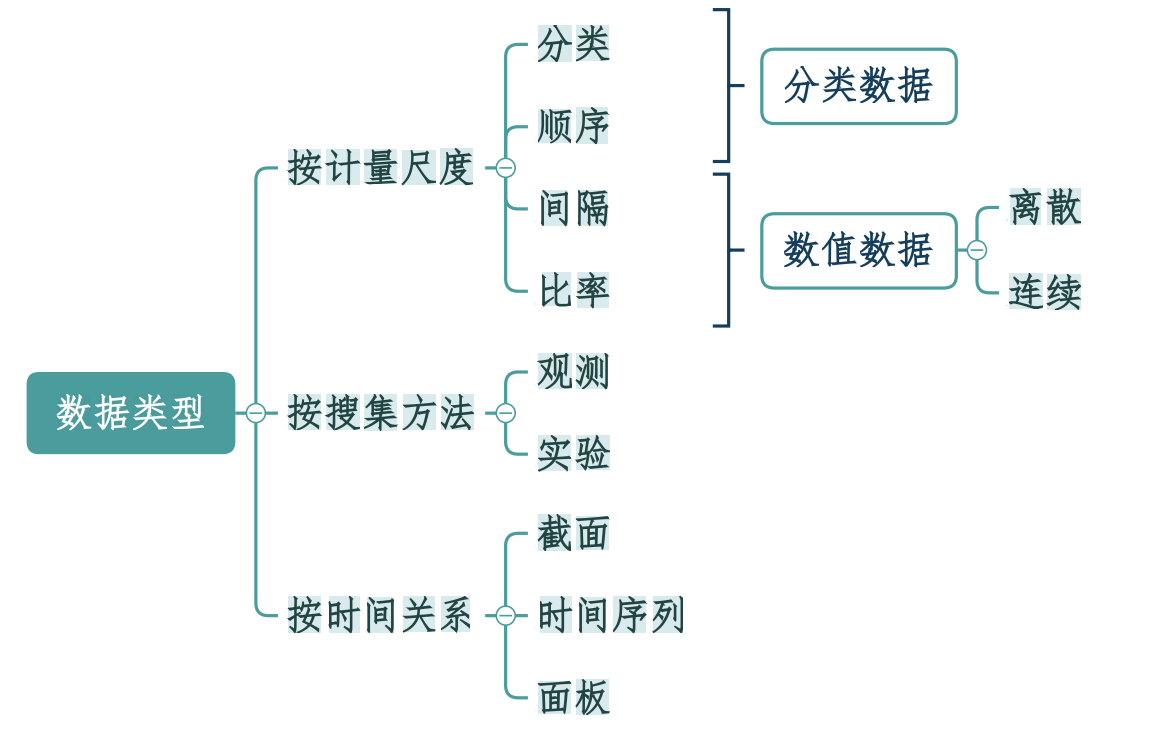 数据类型
按计量尺度
分类
顺序
间隔
比率
分类数据
数值数据
离散
连续
按搜集方法
观测
实验
按时间关系
截面
时间序列
面板